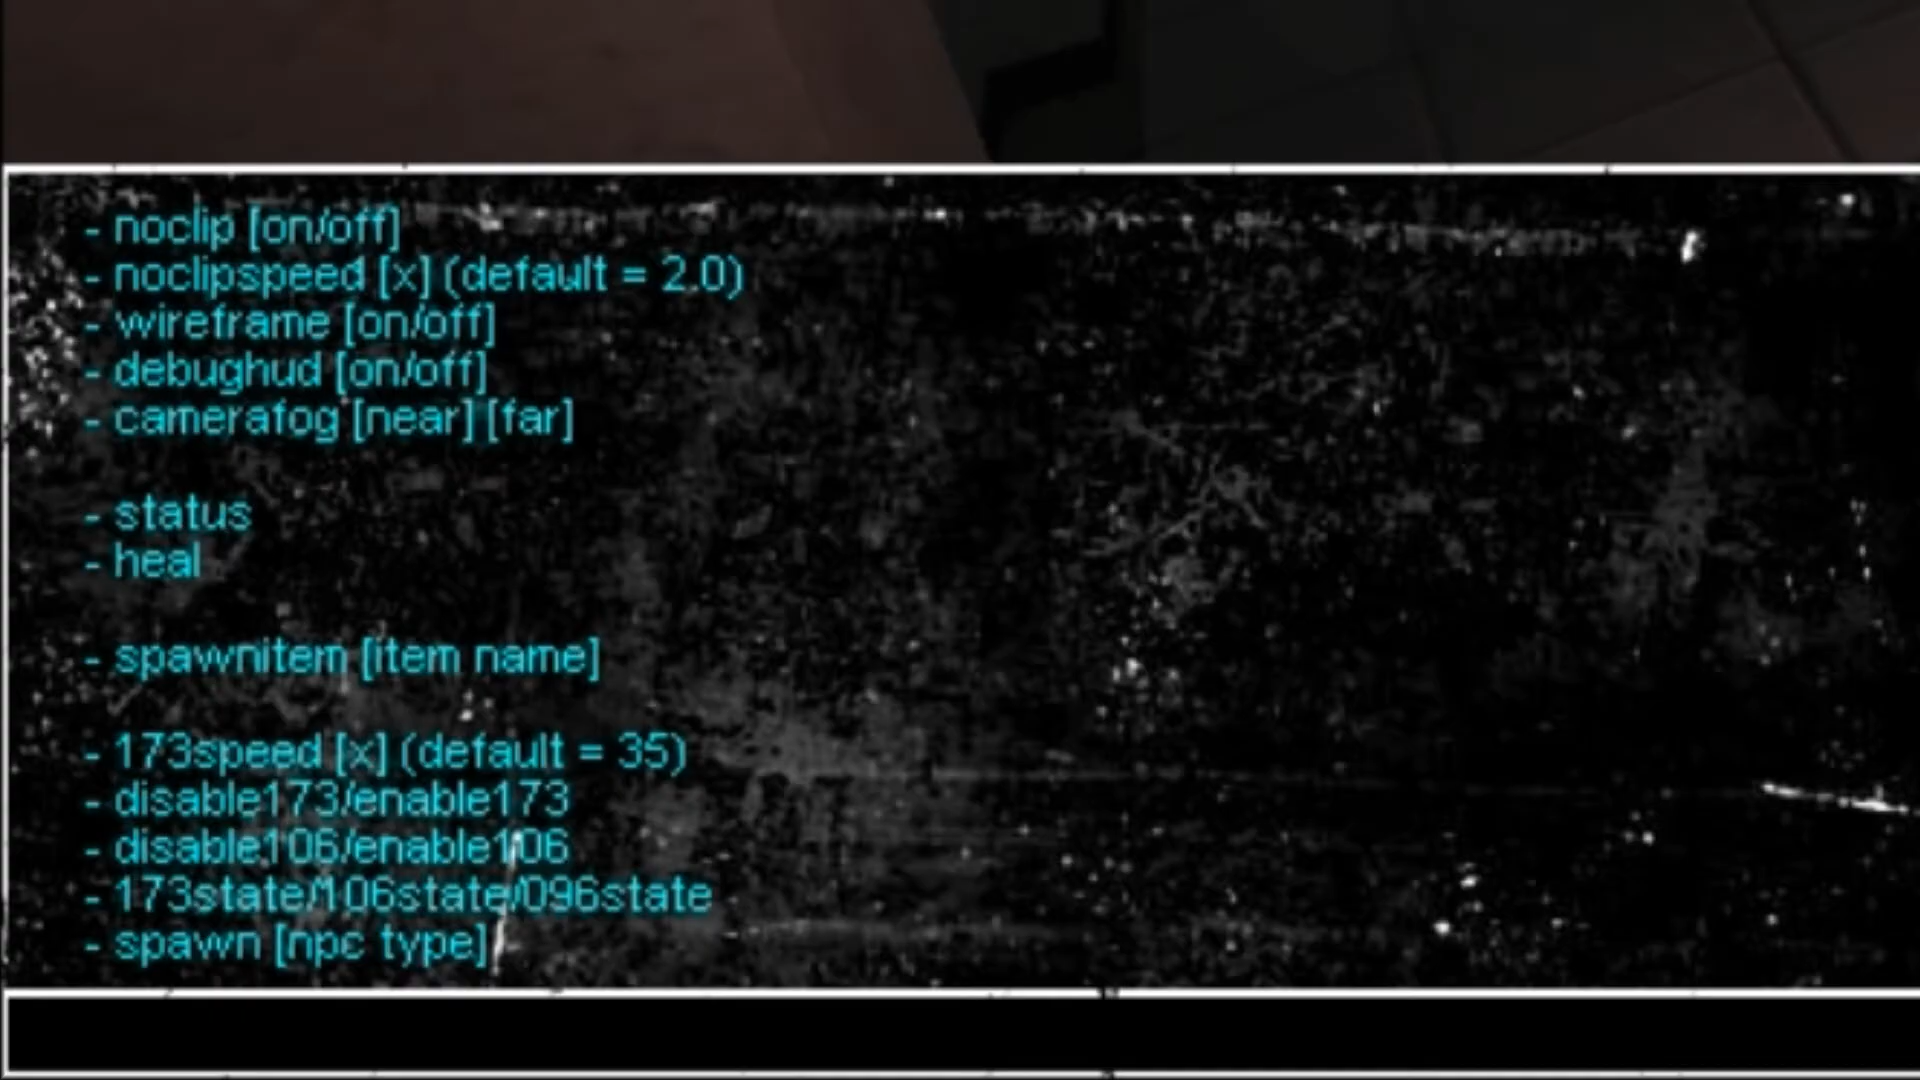 - noclip [on/off]
- noclipspeed [x] (default = 2.0)
- wireframe [on/off]
- debughud [on/off]
- camerafog [near] [far]
- status
- heal
- spawnitem [item name]
- 173speed [x] (default = 35)
- disable173/enable173
- disable106/enable106
- 173state/106state/096state
- spawn [npc type]